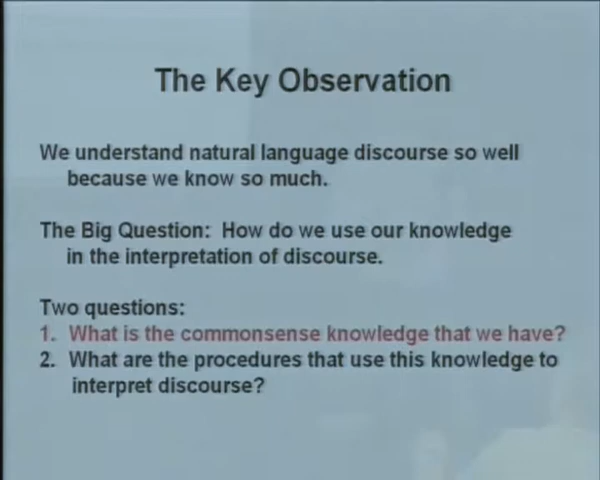 The Key Observation
We understand natural language discourse so well
because we know so much.
The Big Question: How do we use our knowledge
in the interpretation of discourse.
Two questions:
1. What is the commonsense knowledge that we have?
2. What are the procedures that use this knowledge to
interpret discourse?